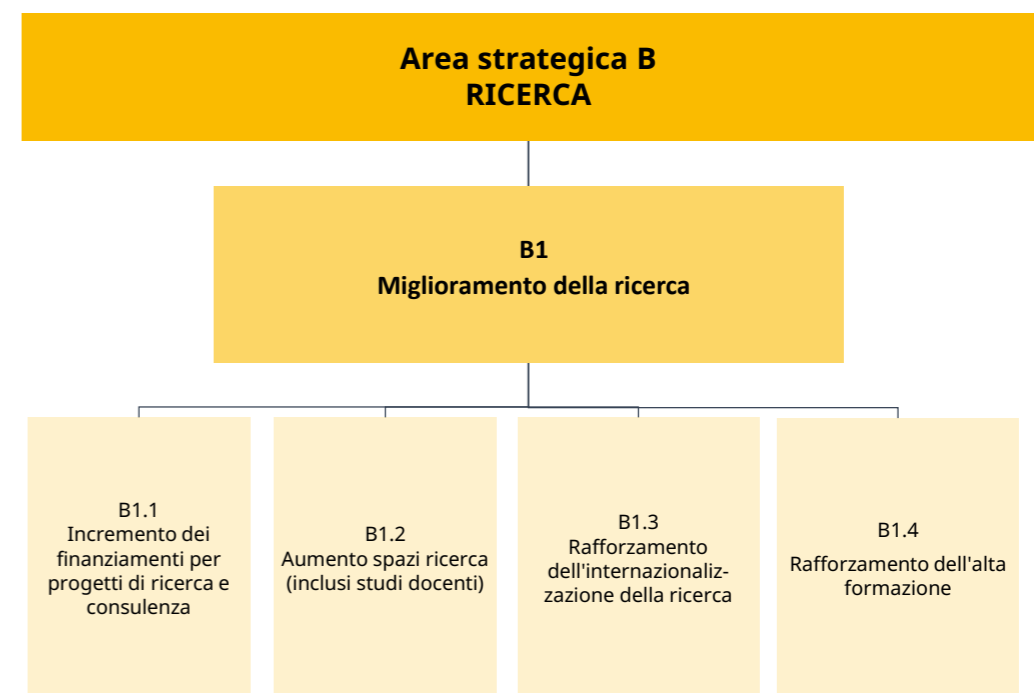 Area strategica B
RICERCA
B1
Miglioramento della ricerca
B1.1
Incremento dei
finanziamenti per
progetti di ricerca e
consulenza
B1.2
Aumento spazi ricerca
(inclusi studi docenti)
B1.3
Rafforzamento
dell'internazionaliz-
zazione della ricerca
B1.4
Rafforzamento dell'alta
formazione